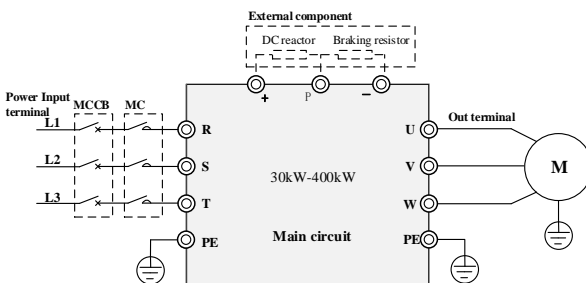 External component
DC reactor Braking resistor
+ P −
Power Input
terminal
MCCB MC
L1 R U Out terminal
L2 S V M
30kW-400kW
L3 T W
PE Main circuit PE